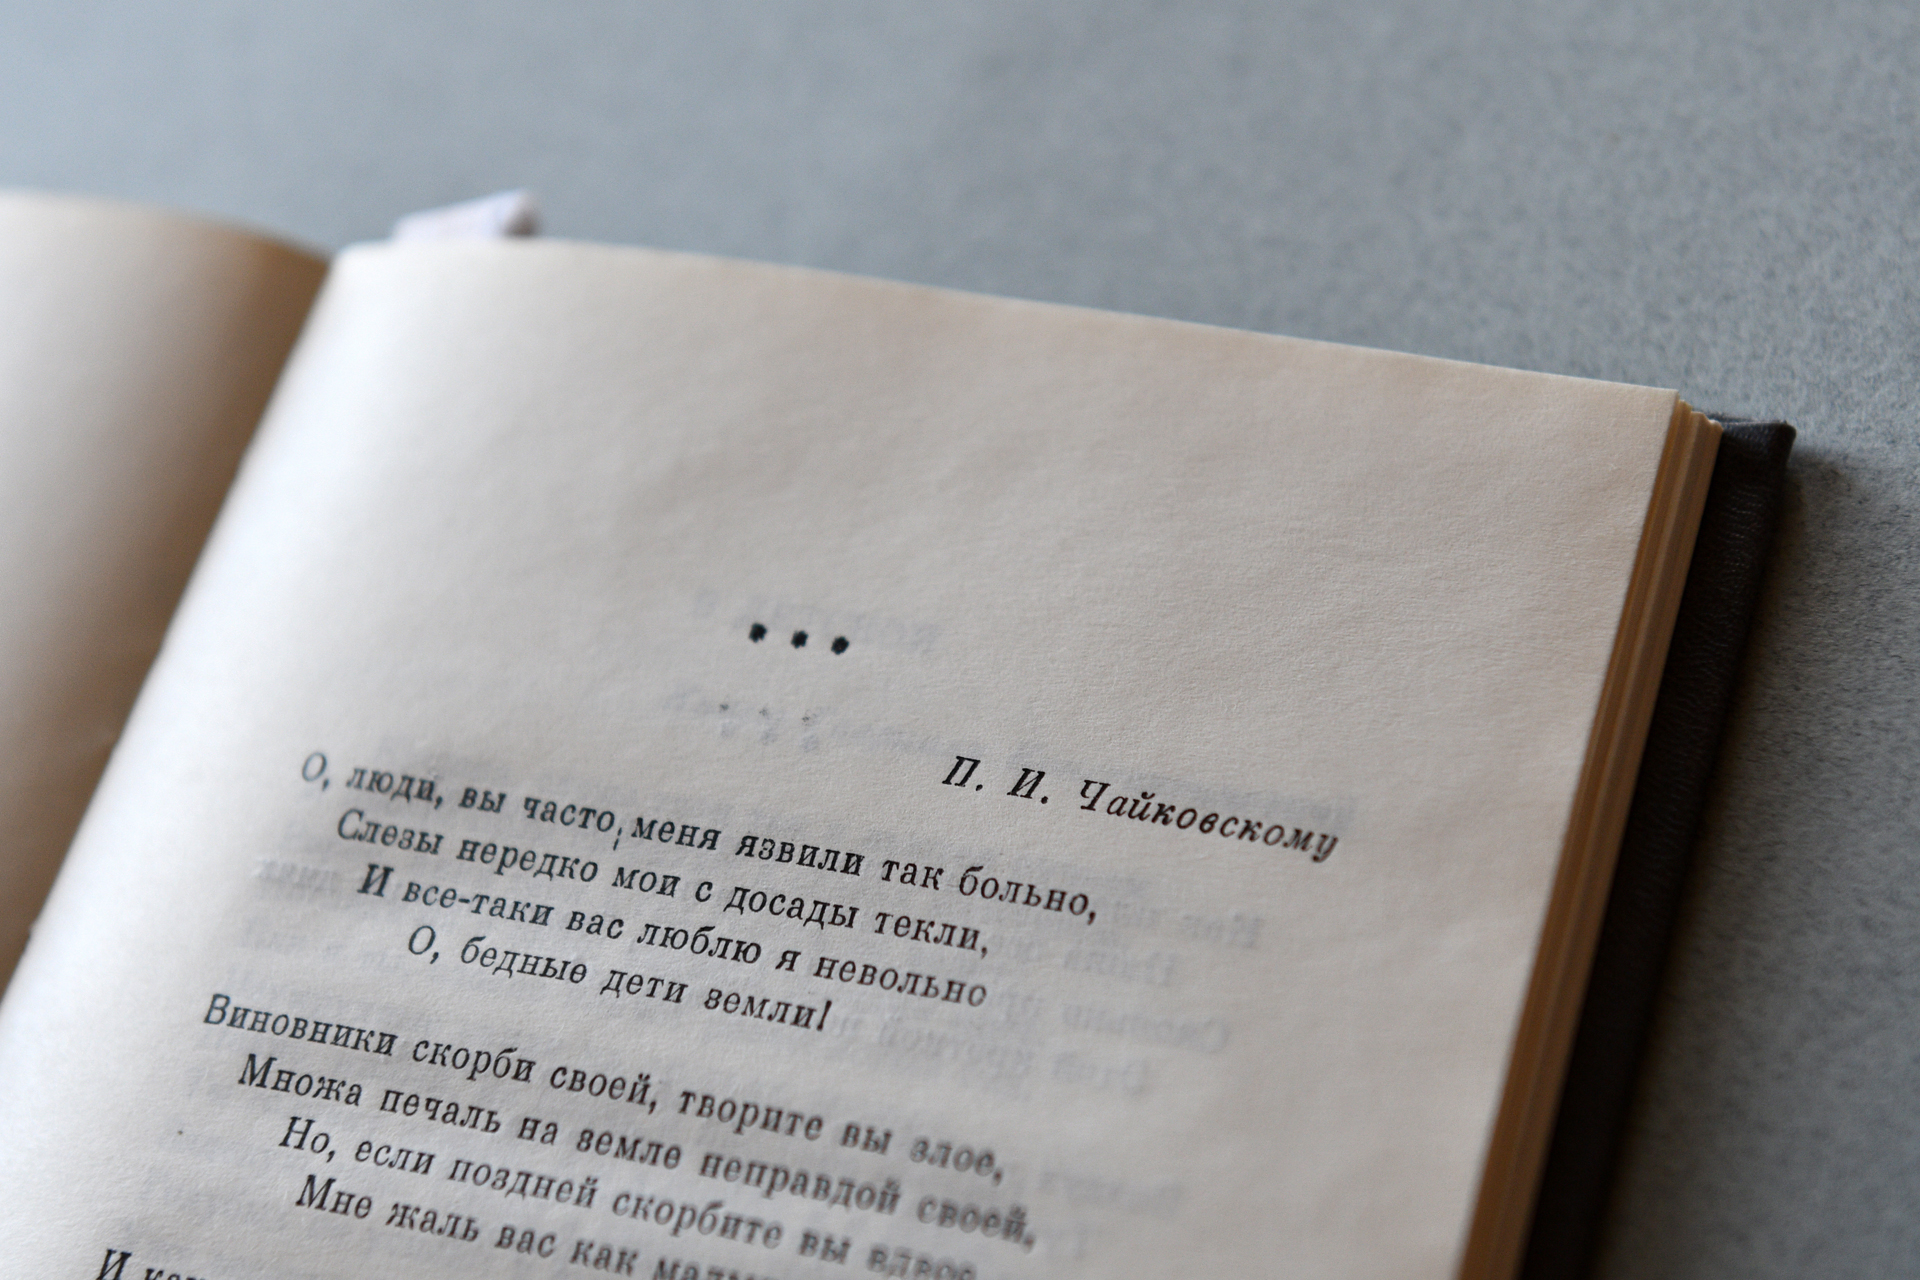 • • •
П. И. Чайковскому
О, люди, вы часто меня язвили так больно,
Слезы нередко мои с досады текли,
И все-таки вас люблю я невольно
О, бедные дети земли!
Виновники скорби своей, творите вы злое,
Множа печаль на земле неправдой своей,
Но, если поздней скорбите вы вдвое
Мне жаль вас как
И